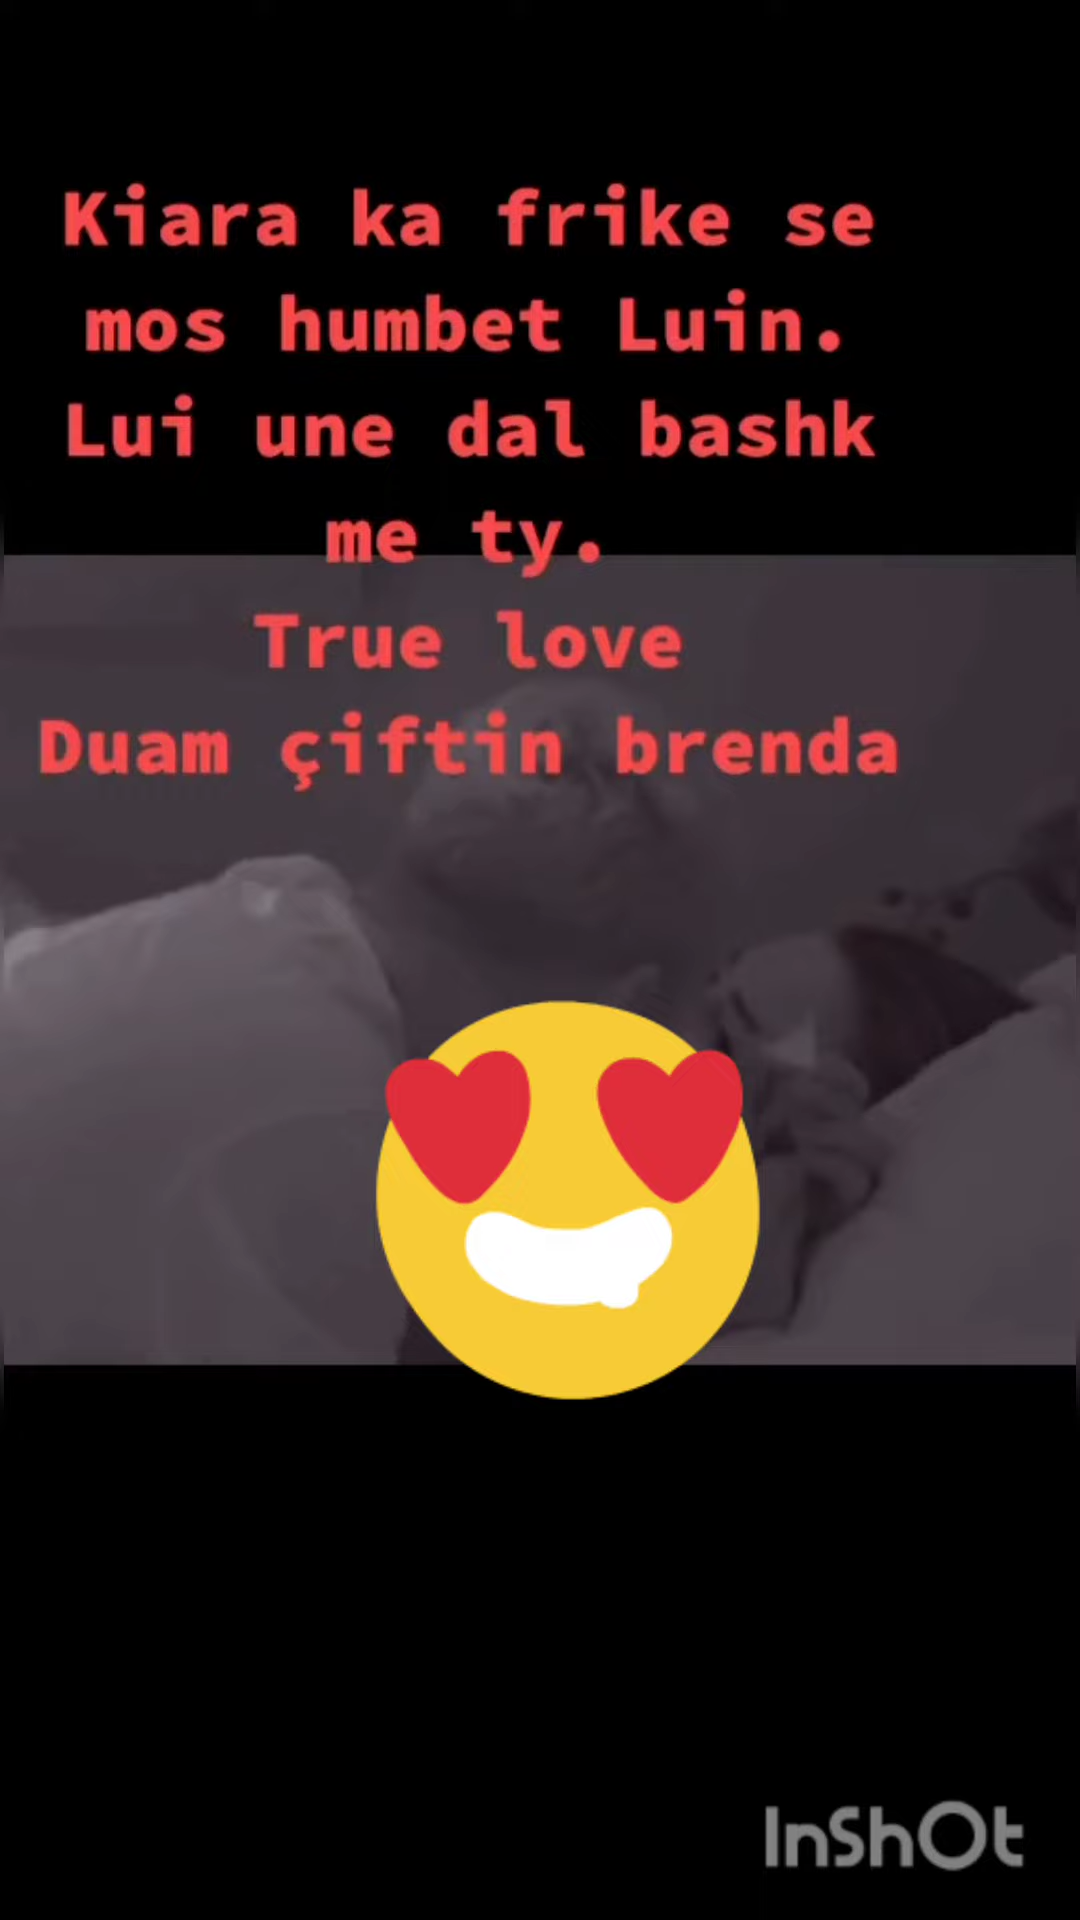 Kiara ka frike se
mos humbet Luin.
Lui une dal bashk
me ty.
True love
Duam çiftin brenda
InShOt